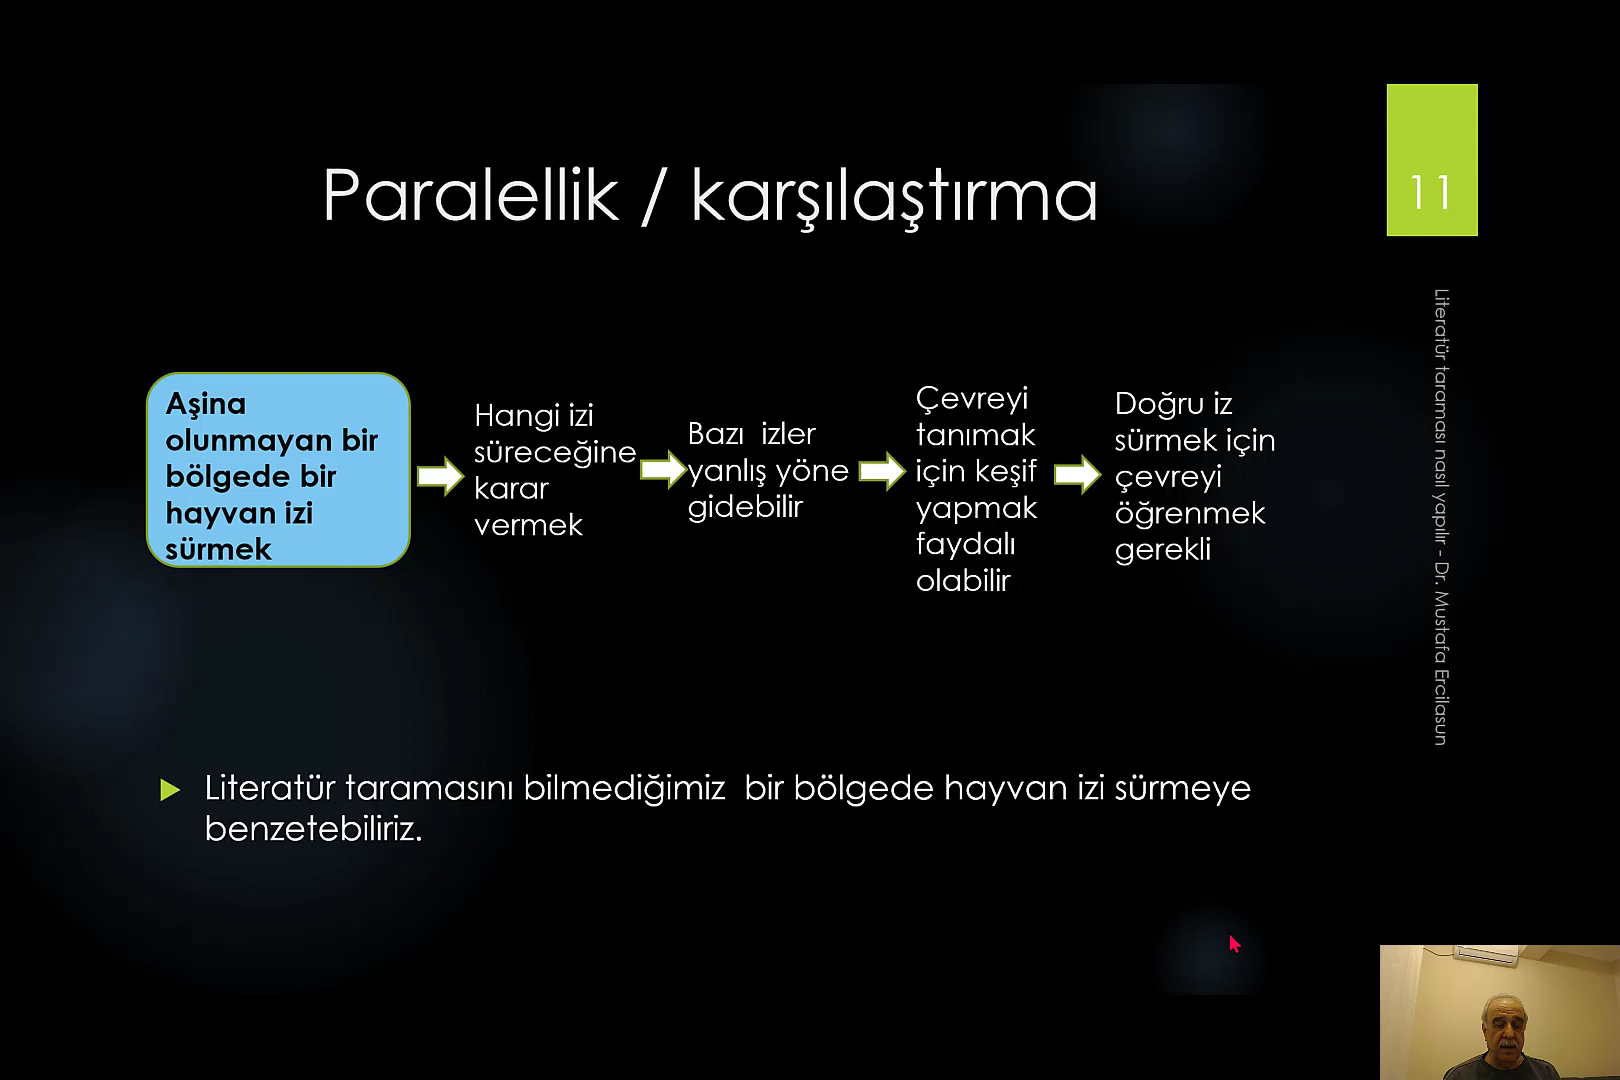 Paralellik / karşılaştırma
11
Aşina
olunmayan bir
bölgede bir
hayvan izi
sürmek
Hangi izi
süreceğine
karar
vermek
Bazı izler
yanlış yöne
gidebilir
Çevreyi
tanımak
için keşif
yapmak
faydalı
olabilir
Doğru iz
sürmek için
çevreyi
öğrenmek
gerekli
Literatür taramasını bilmediğimiz bir bölgede hayvan izi sürmeye
benzetebiliriz.
Literatür taraması nasıl yapılır - Dr. Mustafa Ercilasun